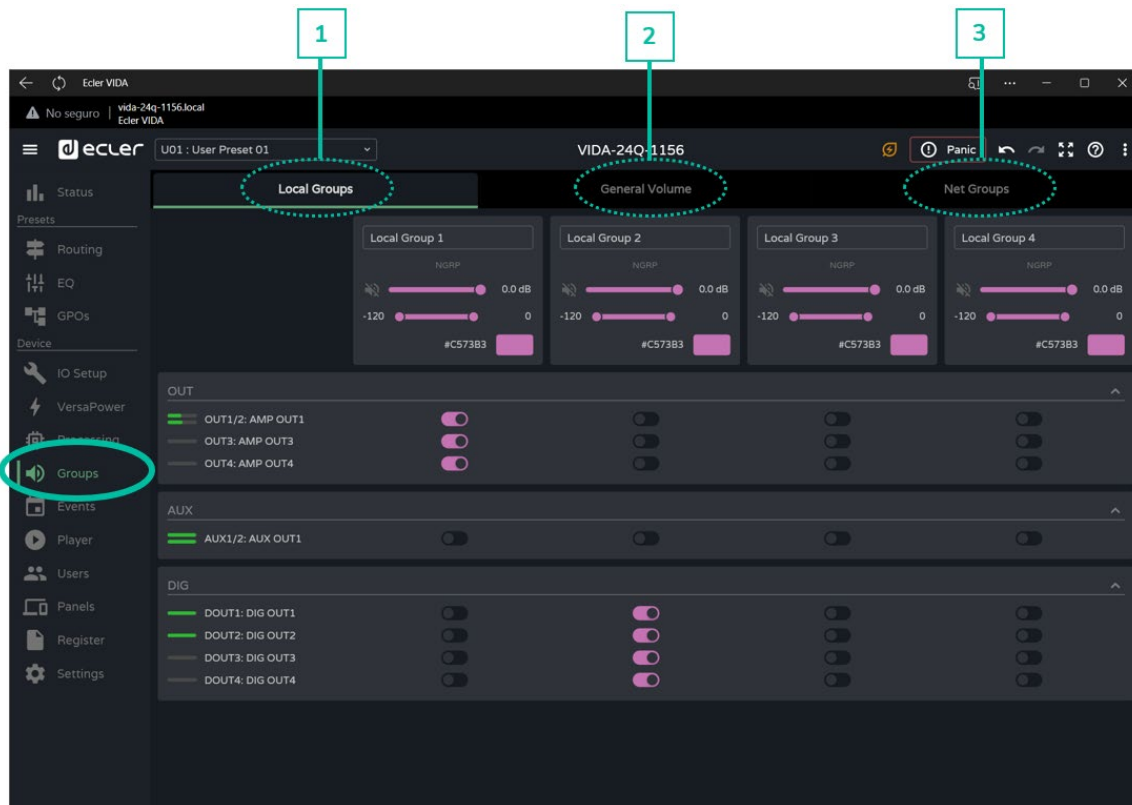 1
2
3
Ecler VIDA
No seguro
vida-24q-1156.local
Ecler VIDA
ecler
U01 : User Preset 01
VIDA-24Q-1156
Panic
Status
Presets
Routing
EQ
GPOs
Device
IO Setup
VersaPower
Processing
Groups
Events
Player
Users
Panels
Register
Settings
Local Groups
General Volume
Net Groups
Local Group 1
Local Group 2
Local Group 3
Local Group 4
NGRP
NGRP
NGRP
NGRP
0.0 dB
0.0 dB
0.0 dB
0.0 dB
-120
0
-120
0
-120
0
-120
0
#C573B3
#C573B3
#C573B3
#C573B3
OUT
OUT1/2: AMP OUT1
OUT3: AMP OUT3
OUT4: AMP OUT4
AUX
AUX1/2: AUX OUT1
DIG
DOUT1: DIG OUT1
DOUT2: DIG OUT2
DOUT3: DIG OUT3
DOUT4: DIG OUT4